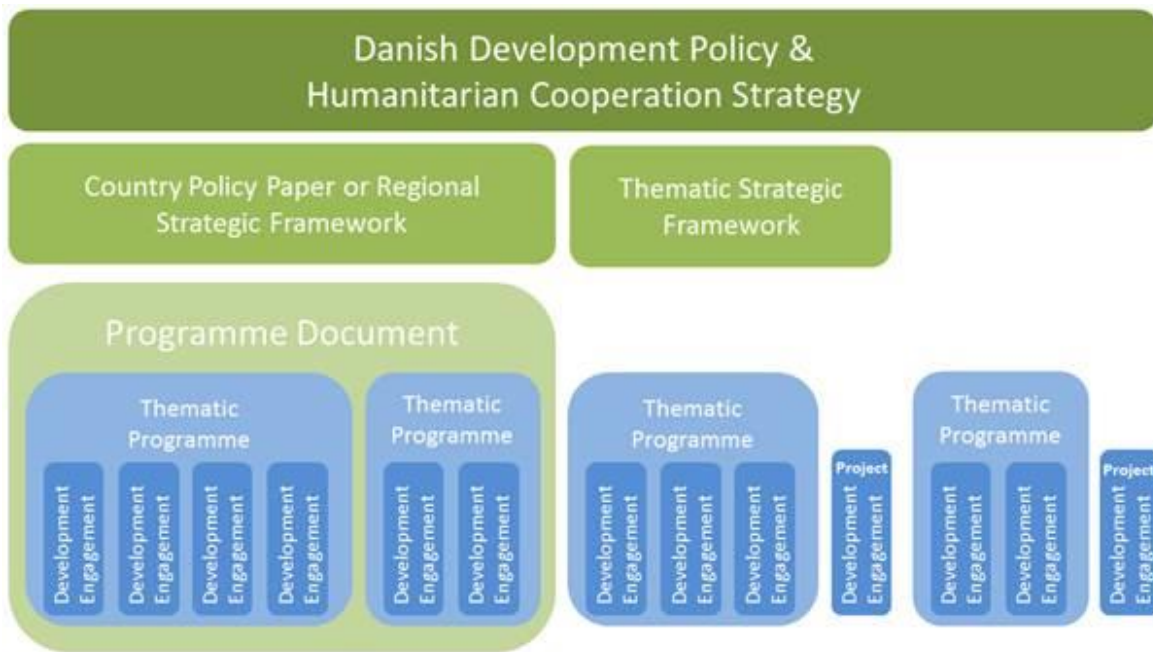 Danish Development Policy &
Humanitarian Cooperation Strategy
Country Policy Paper or Regional
Strategic Framework
Thematic Strategic
Framework
Programme Document
Thematic
Programme
Development
Engagement
Development
Engagement
Development
Engagement
Development
Engagement
Thematic
Programme
Development
Engagement
Development
Engagement
Thematic
Programme
Development
Engagement
Development
Engagement
Development
Engagement
Project
Development
Engagement
Thematic
Programme
Development
Engagement
Development
Engagement
Project
Development
Engagement